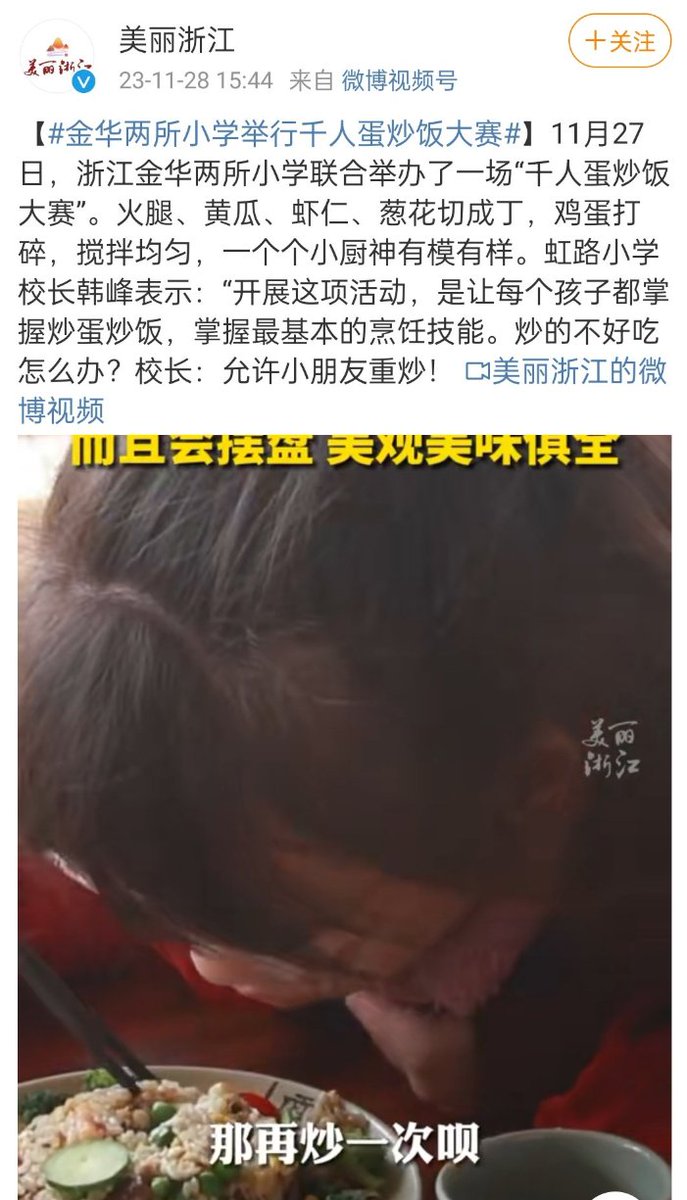 美丽浙江
美丽浙江
23-11-28 15:44 来自 微博视频号
+关注
【#金华两所小学举行千人蛋炒饭大赛#】11月27
日，浙江金华两所小学联合举办了一场“千人蛋炒饭
大赛”。火腿、黄瓜、虾仁、葱花切成丁，鸡蛋打
碎，搅拌均匀，一个个小厨神有模有样。虹路小学
校长韩峰表示：“开展这项活动，是让每个孩子都掌
握炒蛋炒饭，掌握最基本的烹饪技能。炒的不好吃
怎么办？校长：允许小朋友重炒！ 美丽浙江的微
博视频
而且会摆盘 美观美味俱全
美丽
浙江
那再炒一次呗